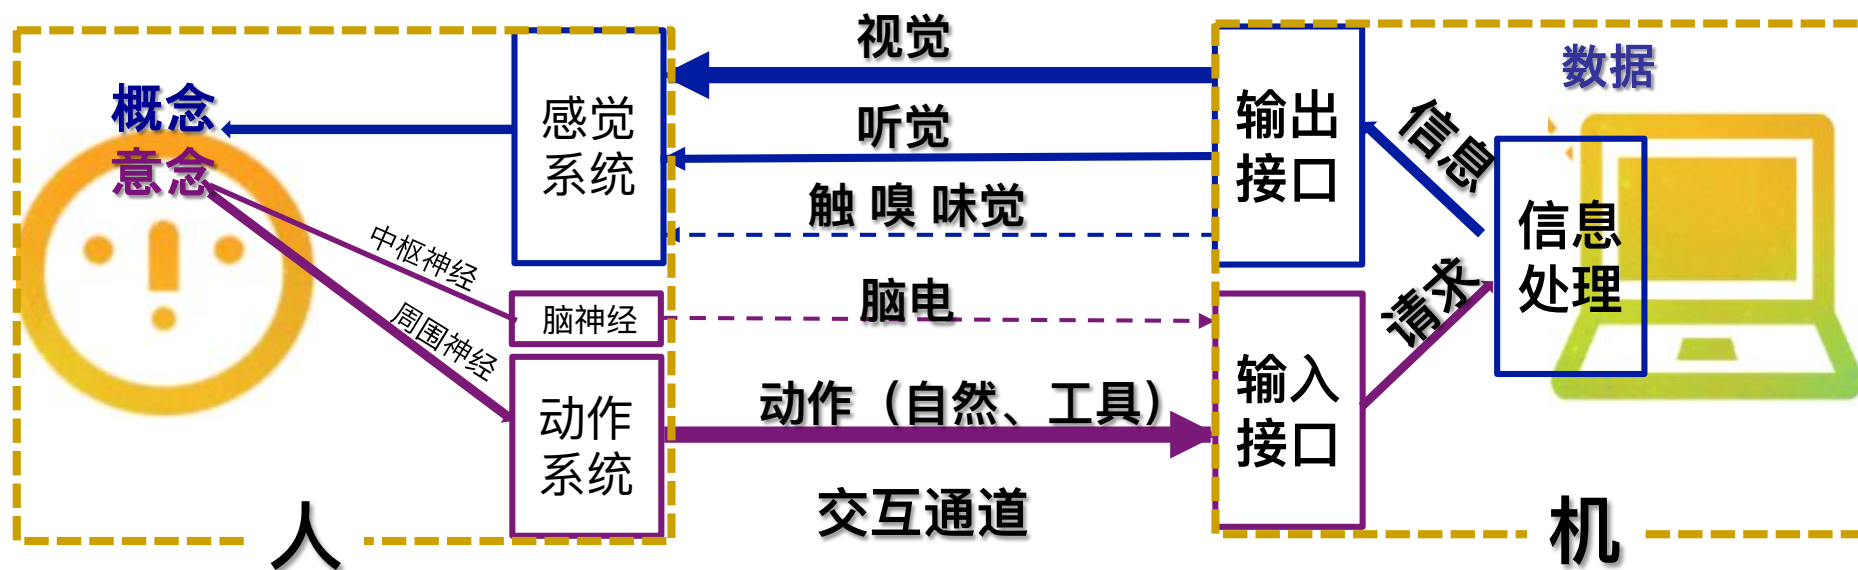 概念
意念
中枢神经
周围神经
感觉
系统
脑神经
动作
系统
人
视觉
听觉
触 嗅 味觉
脑电
动作（自然、工具）
交互通道
输出
接口
输入
接口
信息
请求
数据
信息
处理
机